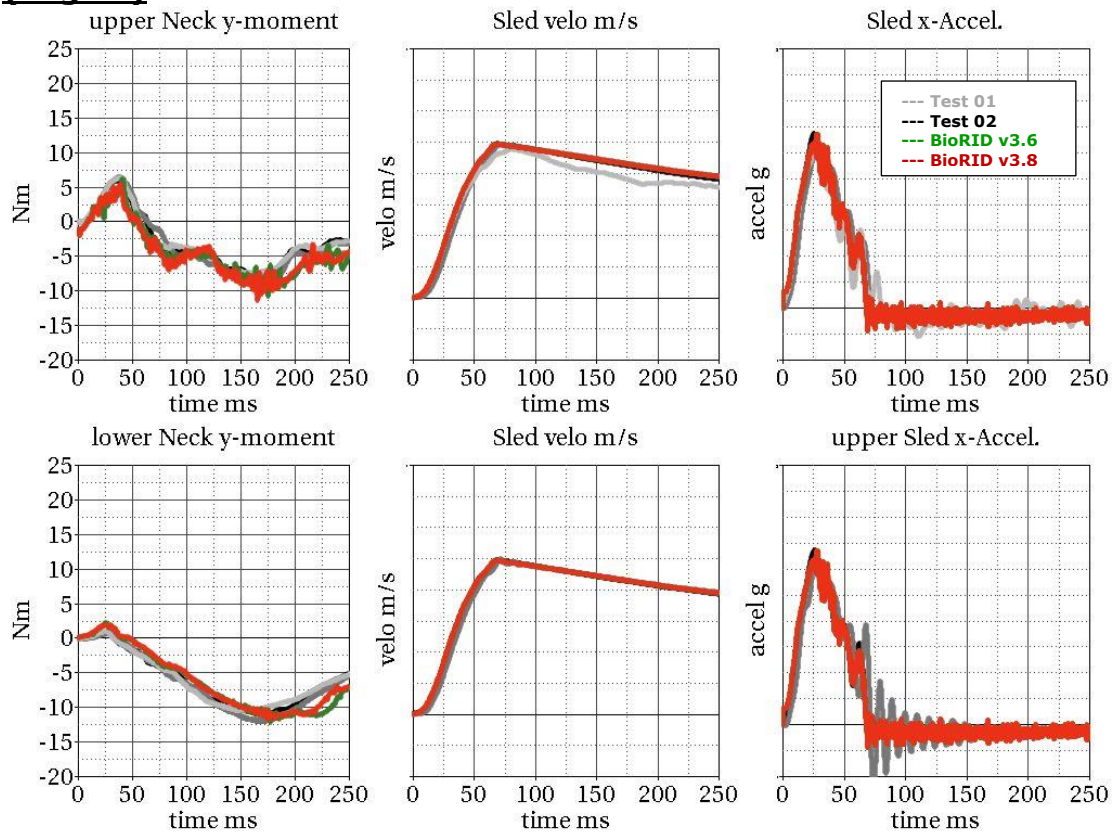 upper Neck y-moment
Nm
25
20
15
10
5
0
-5
-10
-15
-20
0 50 100 150 200 250
time ms
Sled velo m/s
velo m/s
0 50 100 150 200 250
time ms
Sled x-Accel.
accel g
--- Test 01
--- Test 02
--- BioRID v3.6
--- BioRID v3.8
0 50 100 150 200 250
time ms
lower Neck y-moment
Nm
25
20
15
10
5
0
-5
-10
-15
-20
0 50 100 150 200 250
time ms
Sled velo m/s
velo m/s
0 50 100 150 200 250
time ms
upper Sled x-Accel.
accel g
0 50 100 150 200 250
time ms